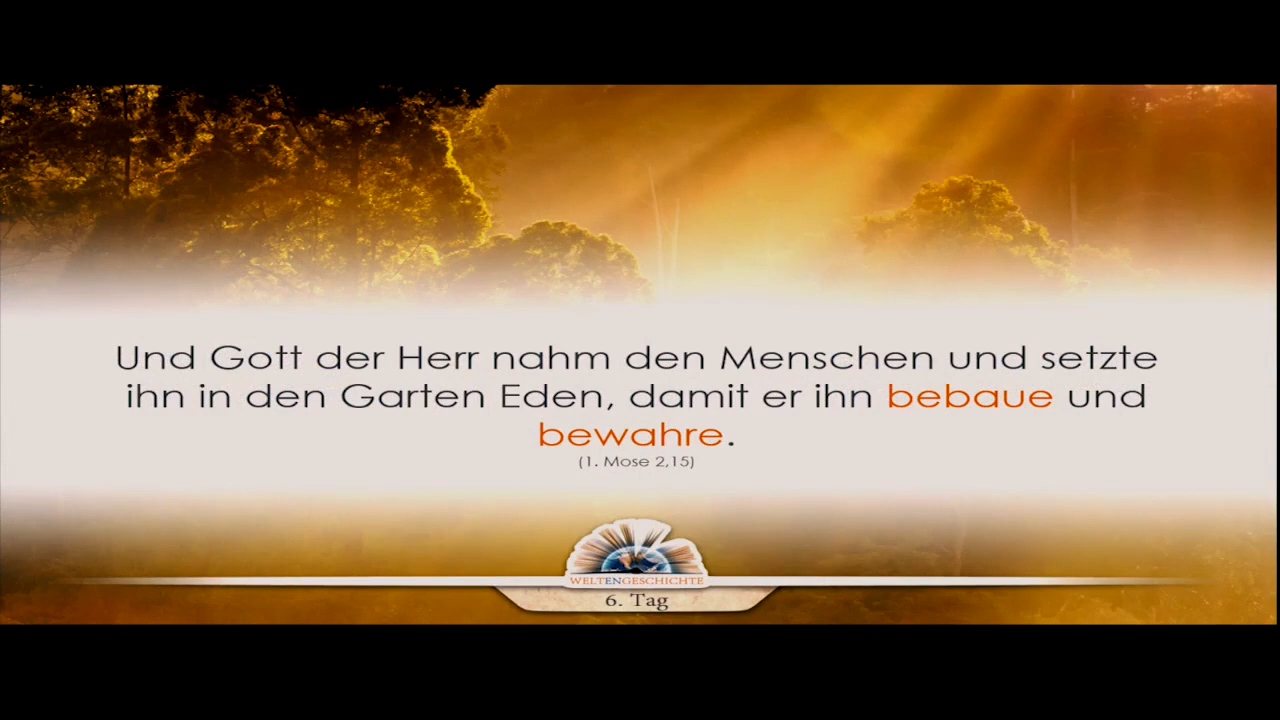 Und Gott der Herr nahm den Menschen und setzte
ihn in den Garten Eden, damit er ihn bebaue und
bewahre.
(1. Mose 2,15)
WELTENGESCHICHTE
6. Tag